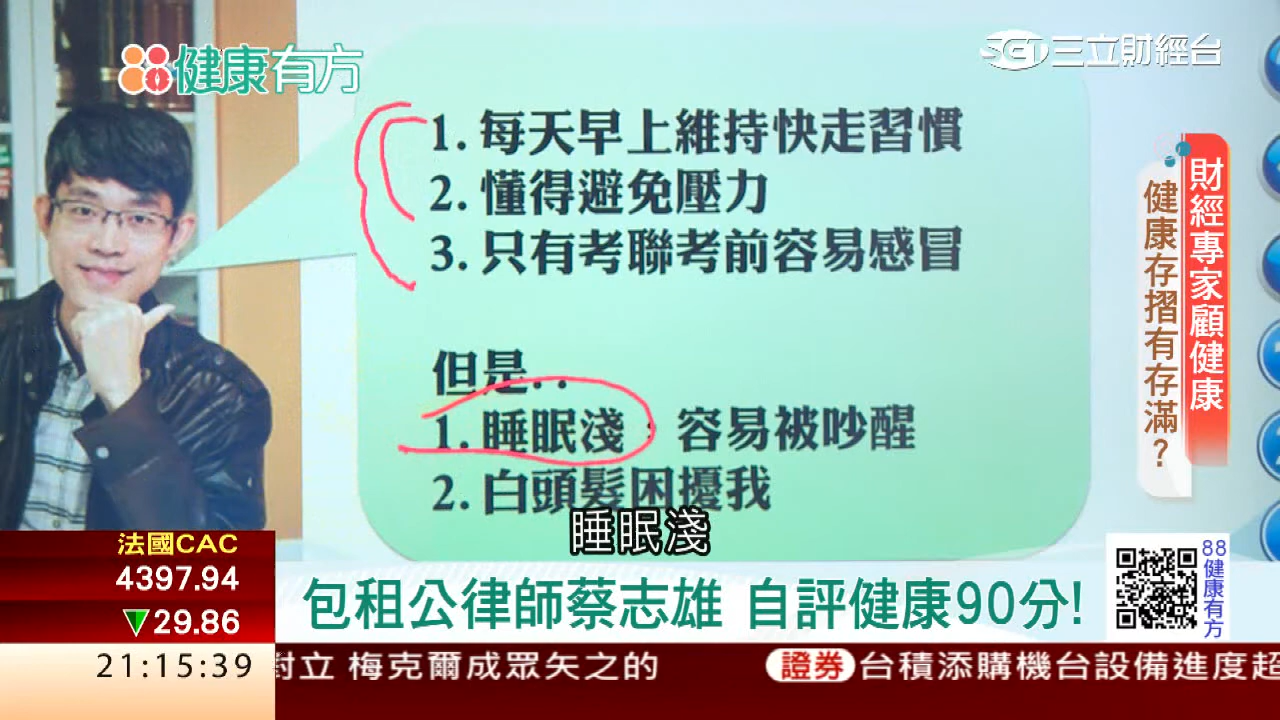 健康有方
SET三立財經台
1. 每天早上維持快走習慣
2. 懂得避免壓力
3. 只有考聯考前容易感冒
但是..
1. 睡眠淺，容易被吵醒
2. 白頭髮困擾我
睡眠淺
財經專家顧健康
健康存摺有存滿？
法國CAC
4397.94
▼29.86
包租公律師蔡志雄 自評健康90分!
88健康有方
21:15:39
對立 梅克爾成眾矢之的
證券 台積添購機台設備進度超